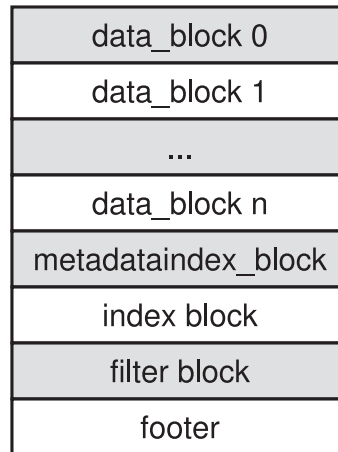 data_block 0
data_block 1
...
data_block n
metadataindex_block
index block
filter block
footer